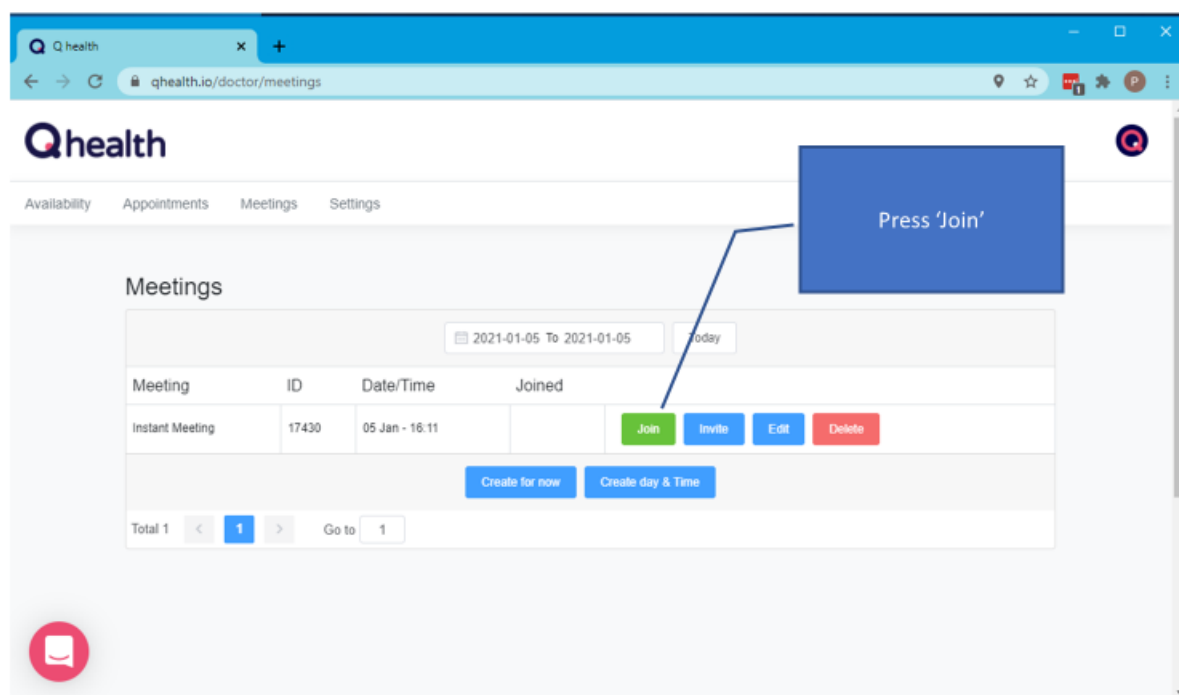 Q health
qhealth.io/doctor/meetings
1
P
Qhealth
Q
Availability Appointments Meetings Settings
Press 'Join'
Meetings
2021-01-05 To 2021-01-05 Today
Meeting ID Date/Time Joined
Instant Meeting 17430 05 Jan - 16:11 Join Invite Edit Delete
Create for now Create day & Time
Total 1 < 1 > Go to 1